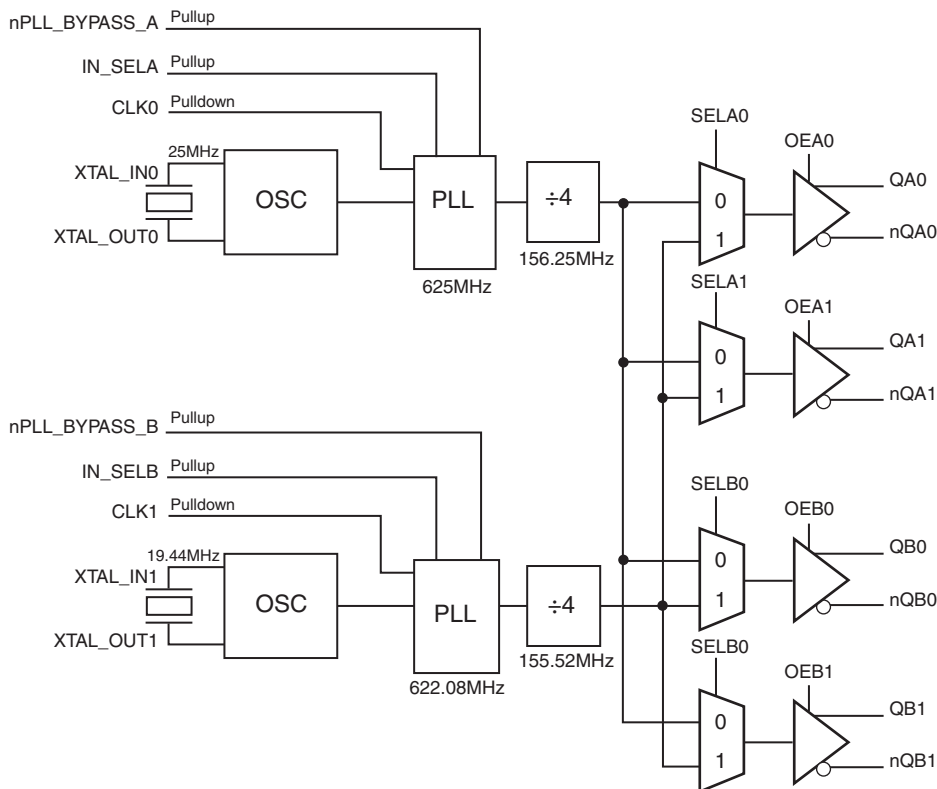 nPLL_BYPASS_A Pullup
IN_SELA Pullup
CLK0 Pulldown
XTAL_IN0
25MHz
XTAL_OUT0
OSC
PLL
625MHz
÷4
156.25MHz
SELA0
0
1
OEA0
QA0
nQA0
SELA1
0
1
OEA1
QA1
nQA1
nPLL_BYPASS_B Pullup
IN_SELB Pullup
CLK1 Pulldown
XTAL_IN1
19.44MHz
XTAL_OUT1
OSC
PLL
622.08MHz
÷4
155.52MHz
SELB0
0
1
OEB0
QB0
nQB0
SELB0
0
1
OEB1
QB1
nQB1